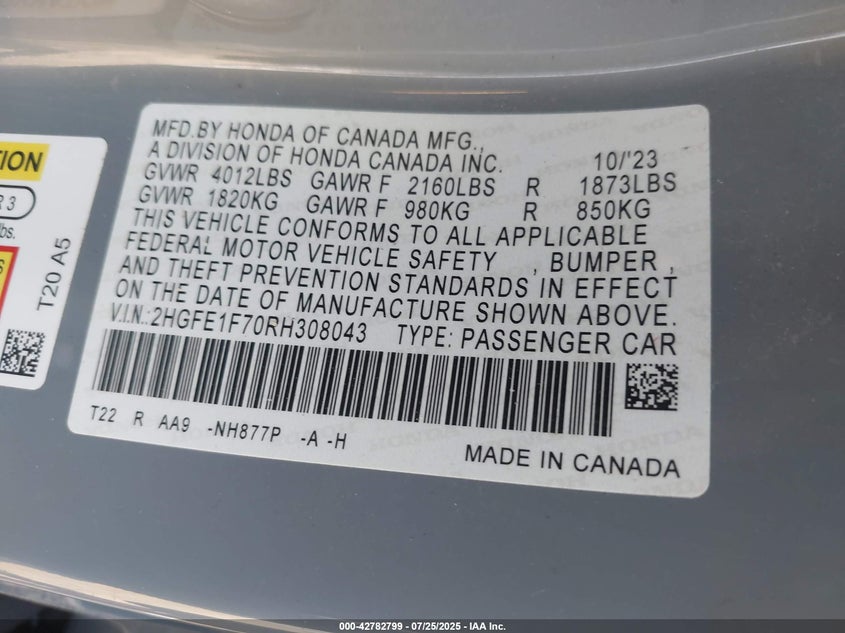 MFD.BY HONDA OF CANADA MFG.,
A DIVISION OF HONDA CANADA INC. 10/'23
GVWR 4012LBS GAWR F 2160LBS R 1873LBS
GVWR 1820KG GAWR F 980KG R 850KG
THIS VEHICLE CONFORMS TO ALL APPLICABLE
FEDERAL MOTOR VEHICLE SAFETY , BUMPER ,
AND THEFT PREVENTION STANDARDS IN EFFECT
ON THE DATE OF MANUFACTURE SHOWN ABOVE.
V.I.N.:2HGFE1F70RH308043 TYPE: PASSENGER CAR
T22 R AA9 -NH877P -A -H
MADE IN CANADA
TION
R 3
lbs.
S
T20 A5
000-42782799 - 07/25/2025 - IAA Inc.